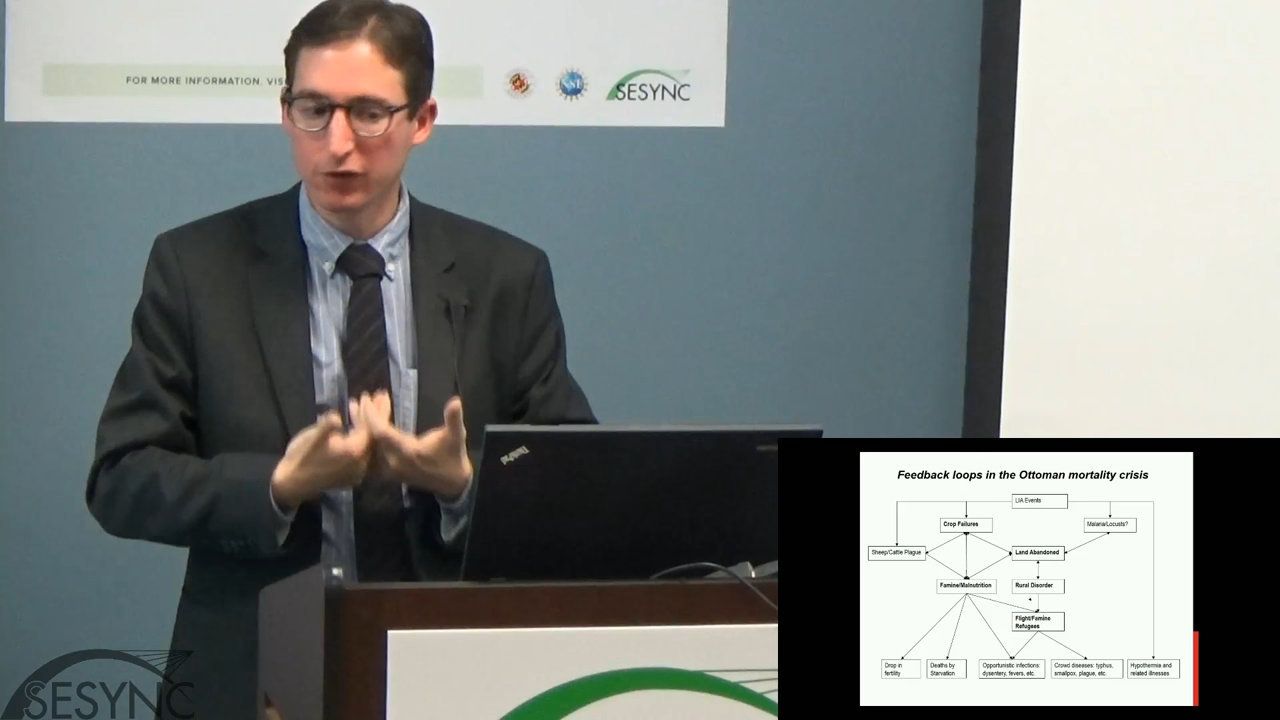 FOR MORE INFORMATION, VIS
NSF
SESYNC
ThinkPad
Feedback loops in the Ottoman mortality crisis
LIA Events
Crop Failures
Malaria/Locusts?
Sheep/Cattle Plague
Land Abandoned
Famine/Malnutrition
Rural Disorder
Flight/Famine
Refugees
Drop in
fertility
Deaths by
Starvation
Opportunistic infections:
dysentery, fevers, etc.
Crowd diseases: typhus,
smallpox, plague, etc.
Hypothermia and
related illnesses
SESYNC